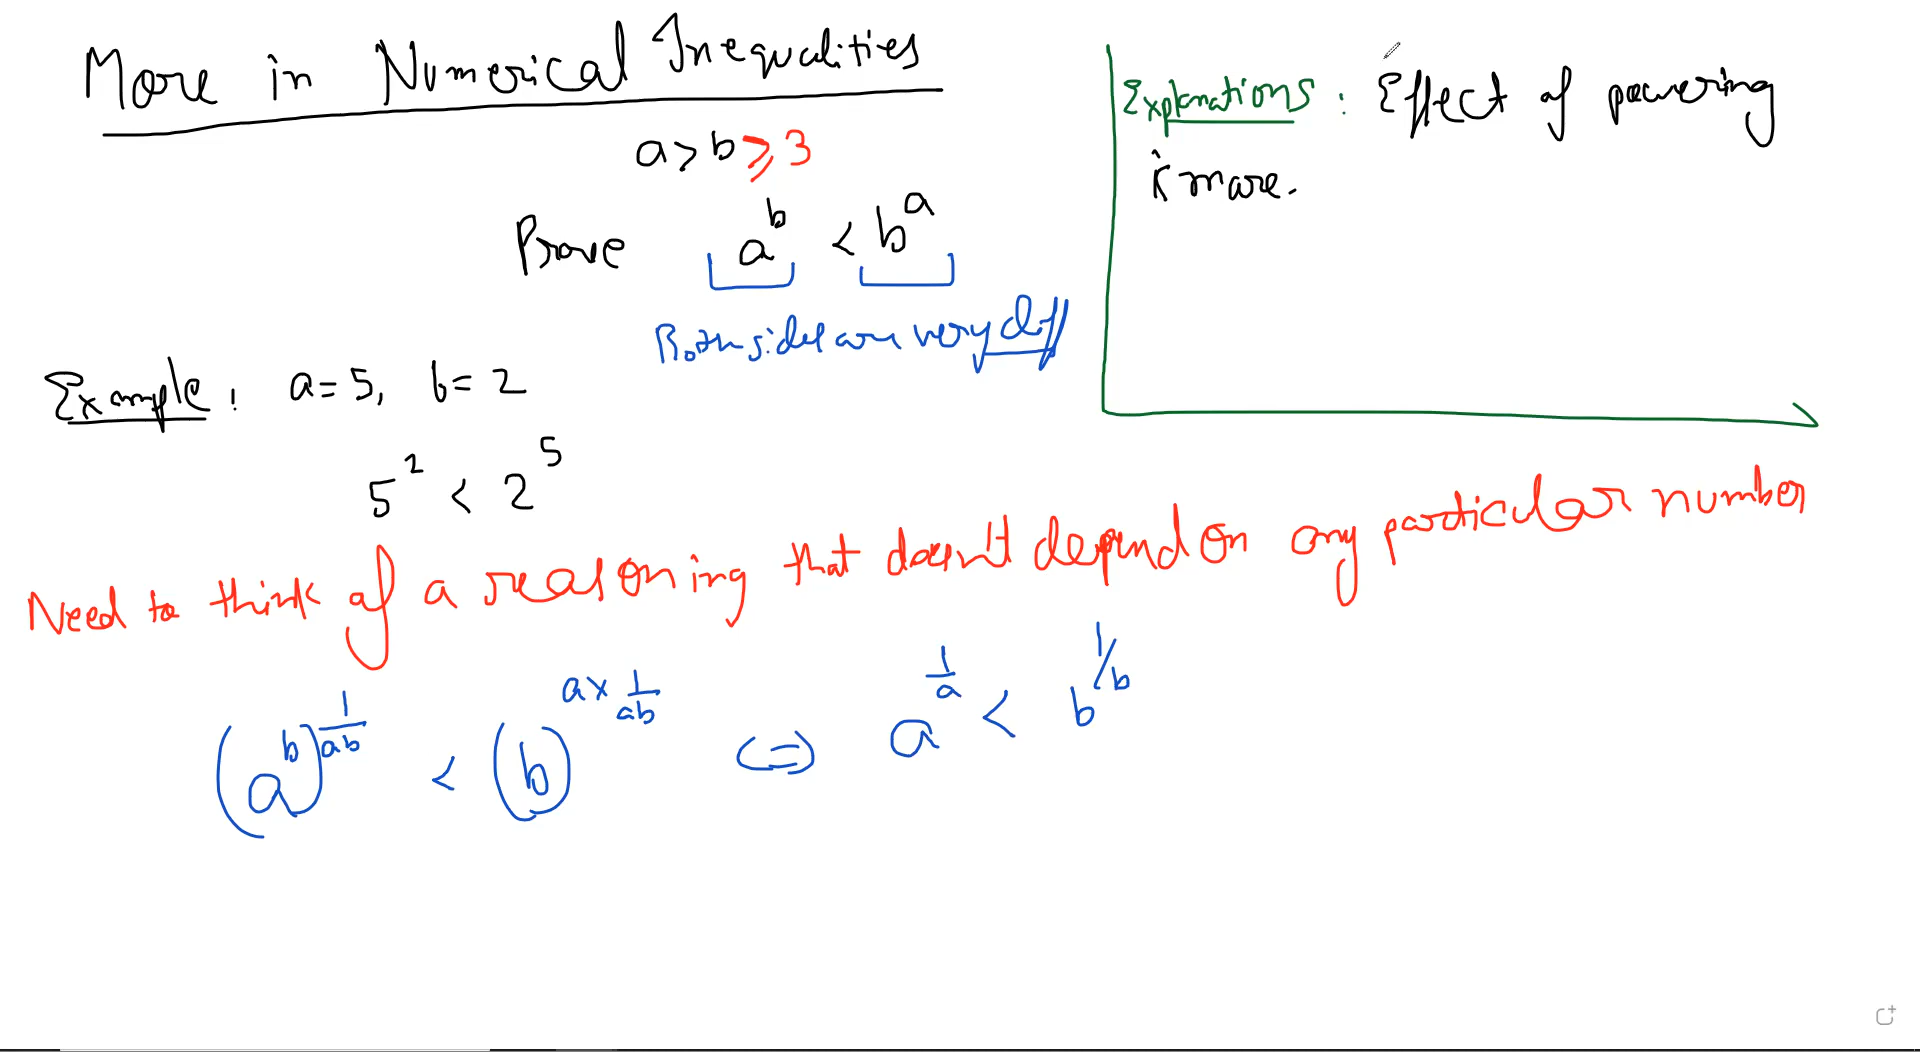 More in Numerical Inequalities
a > b ⩾ 3
Prove a^b < b^a
Both sides are very diff
Explanations : Effect of powering
is more.
Example : a = 5, b = 2
5^2 < 2^5
Need to think of a reasoning that doesn't depend on any particular number
(a^b)^{1/ab} < (b)^{a × 1/ab} ⟺ a^{1/a} < b^{1/b}